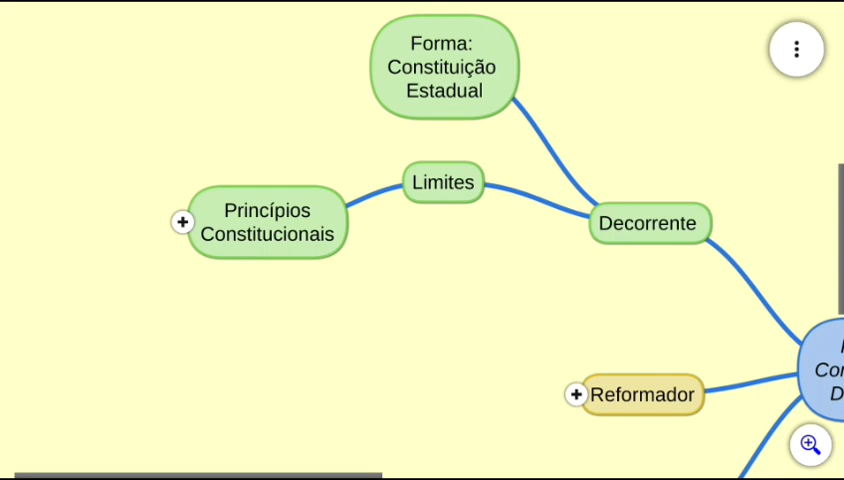 Forma:
Constituição
Estadual
Limites
Princípios
Constitucionais
Decorrente
Reformador